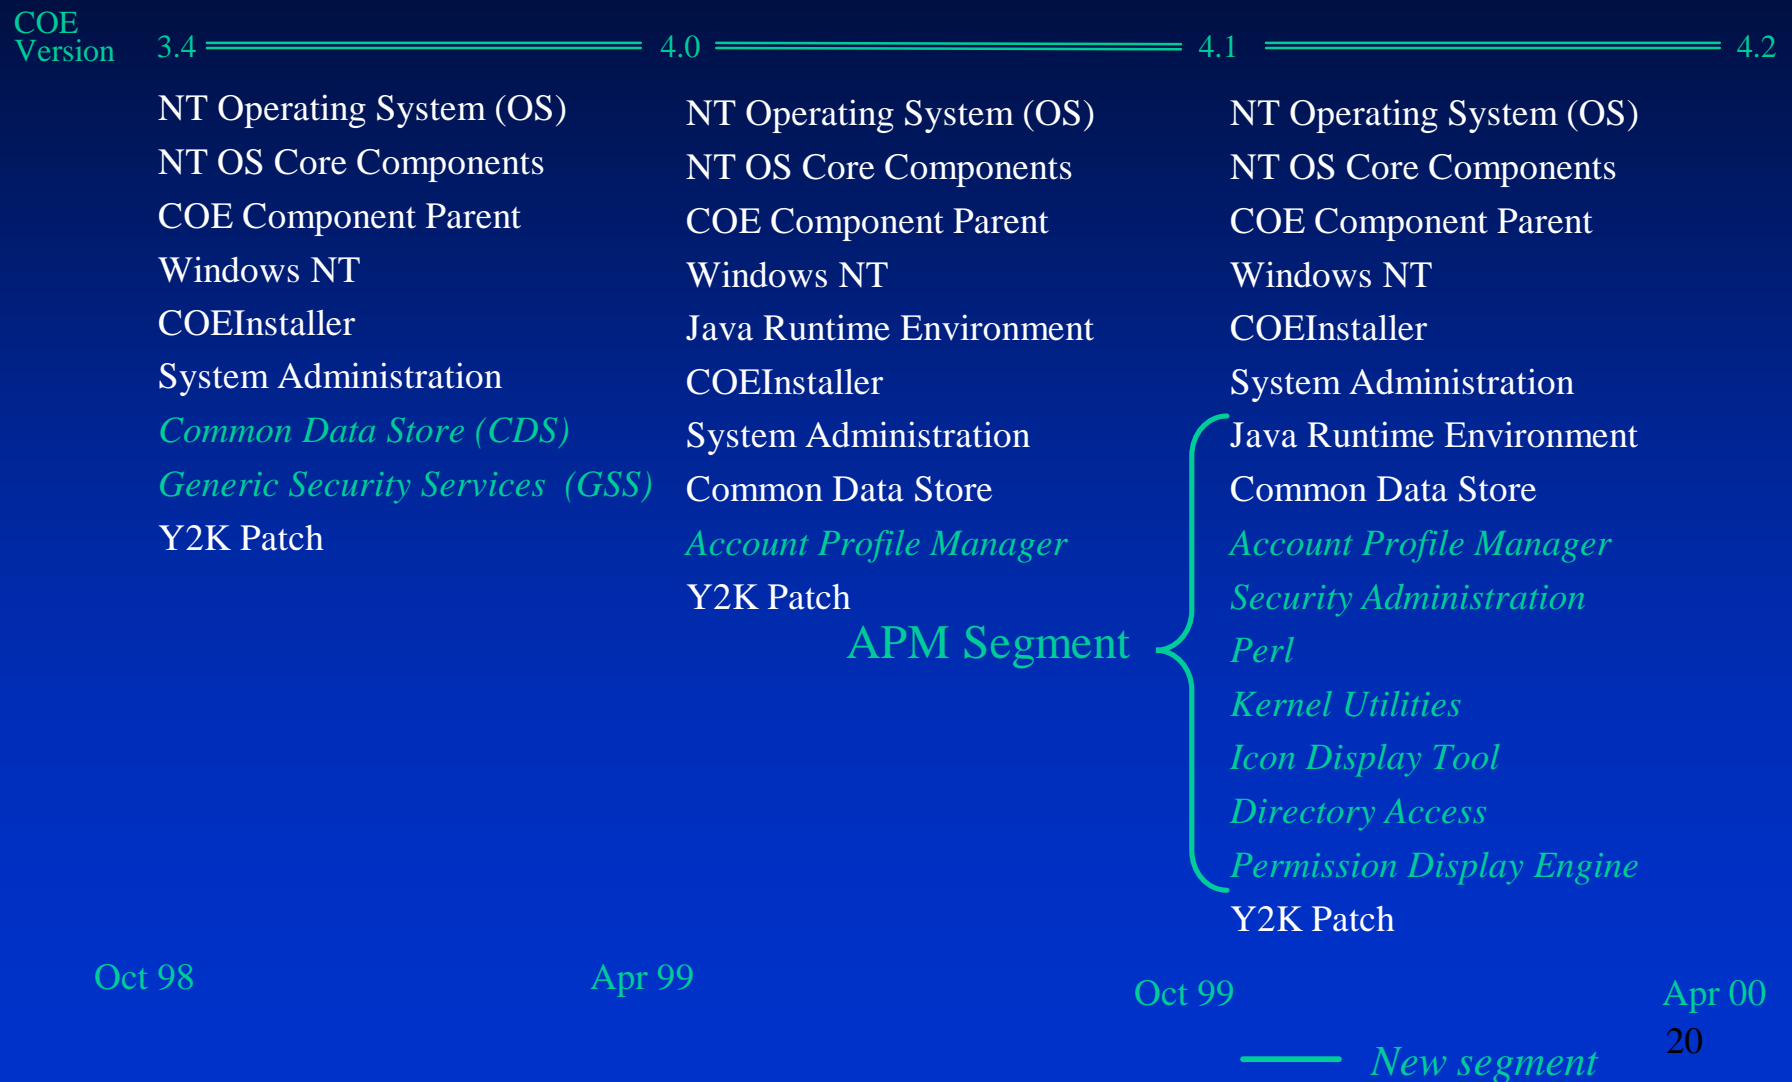 COE
Version
3.4
4.0
4.1
4.2
NT Operating System (OS)
NT OS Core Components
COE Component Parent
Windows NT
COEInstaller
System Administration
Common Data Store (CDS)
Generic Security Services (GSS)
Y2K Patch
NT Operating System (OS)
NT OS Core Components
COE Component Parent
Windows NT
Java Runtime Environment
COEInstaller
System Administration
Common Data Store
Account Profile Manager
Y2K Patch
APM Segment
NT Operating System (OS)
NT OS Core Components
COE Component Parent
Windows NT
COEInstaller
System Administration
Java Runtime Environment
Common Data Store
Account Profile Manager
Security Administration
Perl
Kernel Utilities
Icon Display Tool
Directory Access
Permission Display Engine
Y2K Patch
Oct 98
Apr 99
Oct 99
Apr 00
20
New segment